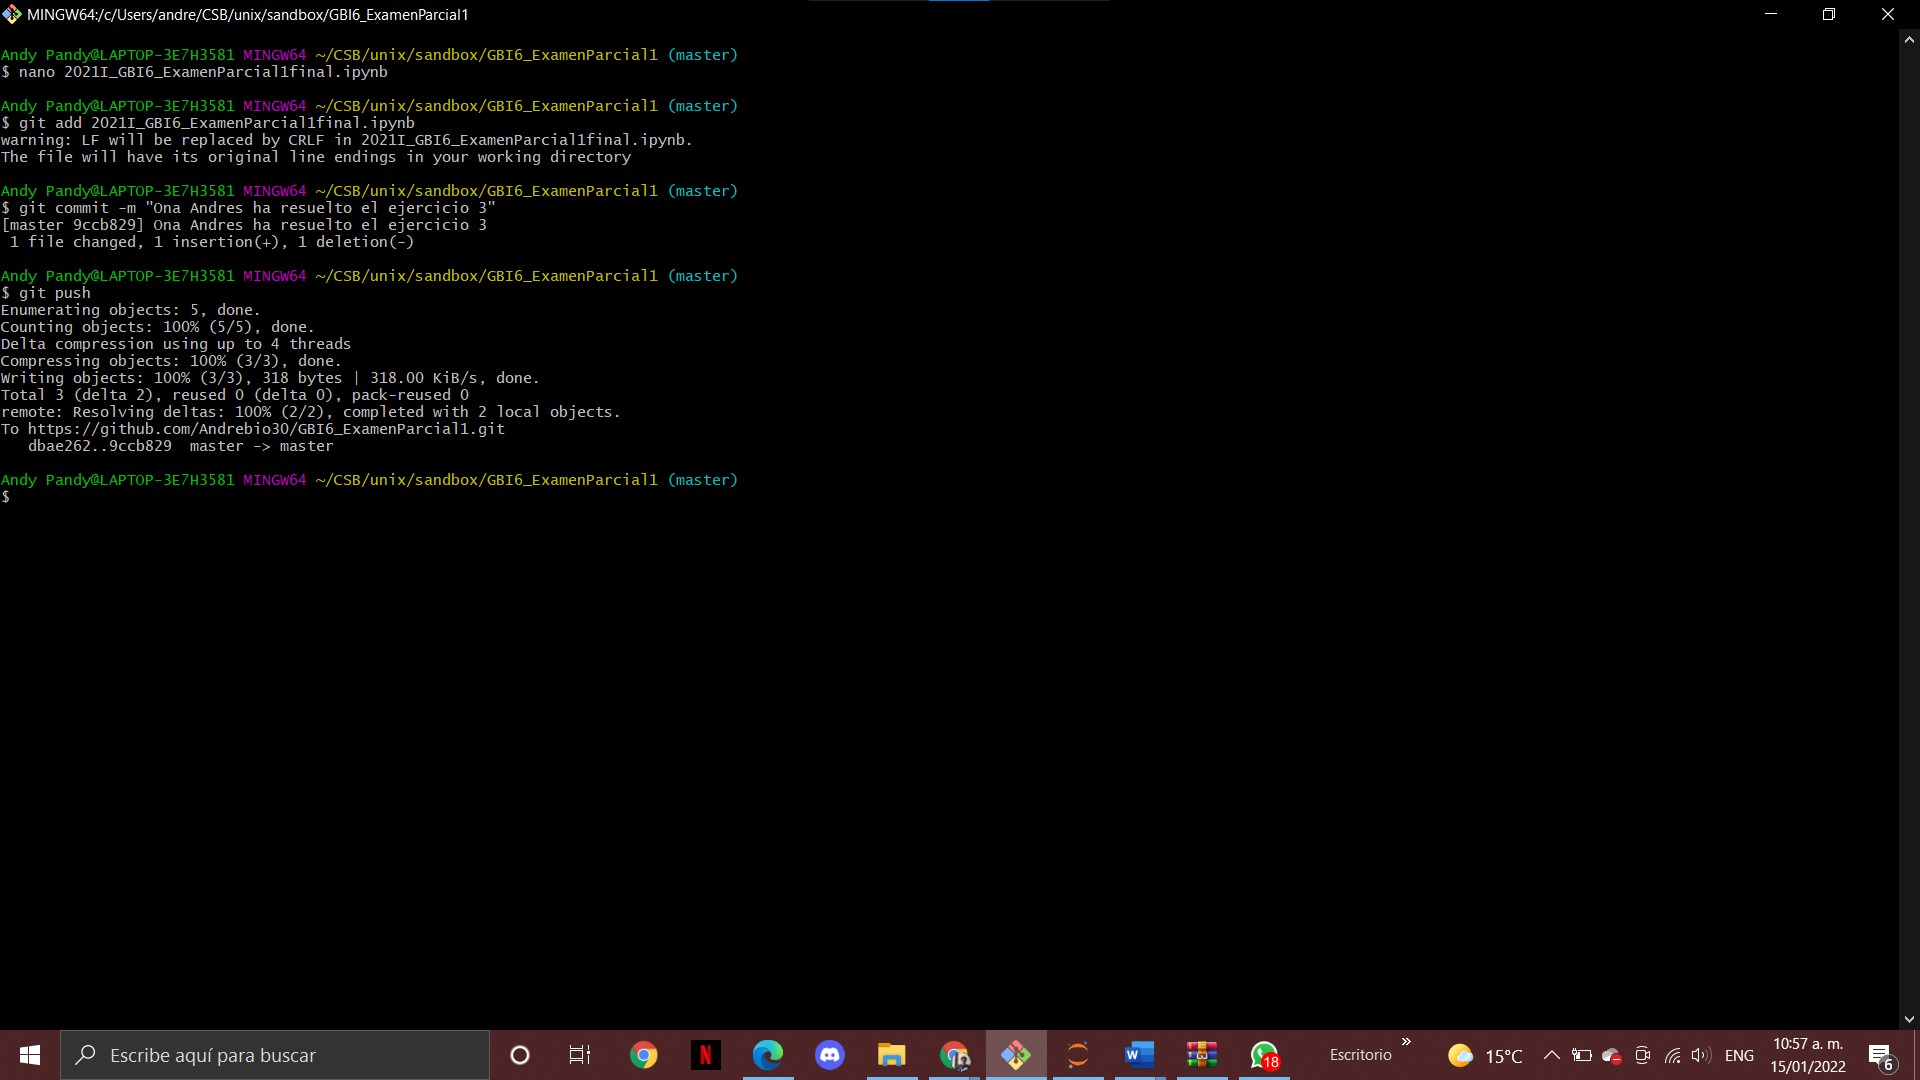 MINGW64:/c/Users/andre/CSB/unix/sandbox/GBI6_ExamenParcial1
Andy Pandy@LAPTOP-3E7H3581 MINGW64 ~/CSB/unix/sandbox/GBI6_ExamenParcial1 (master)
$ nano 2021I_GBI6_ExamenParcial1final.ipynb
Andy Pandy@LAPTOP-3E7H3581 MINGW64 ~/CSB/unix/sandbox/GBI6_ExamenParcial1 (master)
$ git add 2021I_GBI6_ExamenParcial1final.ipynb
warning: LF will be replaced by CRLF in 2021I_GBI6_ExamenParcial1final.ipynb.
The file will have its original line endings in your working directory
Andy Pandy@LAPTOP-3E7H3581 MINGW64 ~/CSB/unix/sandbox/GBI6_ExamenParcial1 (master)
$ git commit -m "Ona Andres ha resuelto el ejercicio 3"
[master 9ccb829] Ona Andres ha resuelto el ejercicio 3
 1 file changed, 1 insertion(+), 1 deletion(-)
Andy Pandy@LAPTOP-3E7H3581 MINGW64 ~/CSB/unix/sandbox/GBI6_ExamenParcial1 (master)
$ git push
Enumerating objects: 5, done.
Counting objects: 100% (5/5), done.
Delta compression using up to 4 threads
Compressing objects: 100% (3/3), done.
Writing objects: 100% (3/3), 318 bytes | 318.00 KiB/s, done.
Total 3 (delta 2), reused 0 (delta 0), pack-reused 0
remote: Resolving deltas: 100% (2/2), completed with 2 local objects.
To https://github.com/Andrebio30/GBI6_ExamenParcial1.git
   dbae262..9ccb829  master -> master
Andy Pandy@LAPTOP-3E7H3581 MINGW64 ~/CSB/unix/sandbox/GBI6_ExamenParcial1 (master)
$
Escribe aquí para buscar
N
W
18
Escritorio
»
15°C
ENG
10:57 a. m.
15/01/2022
6